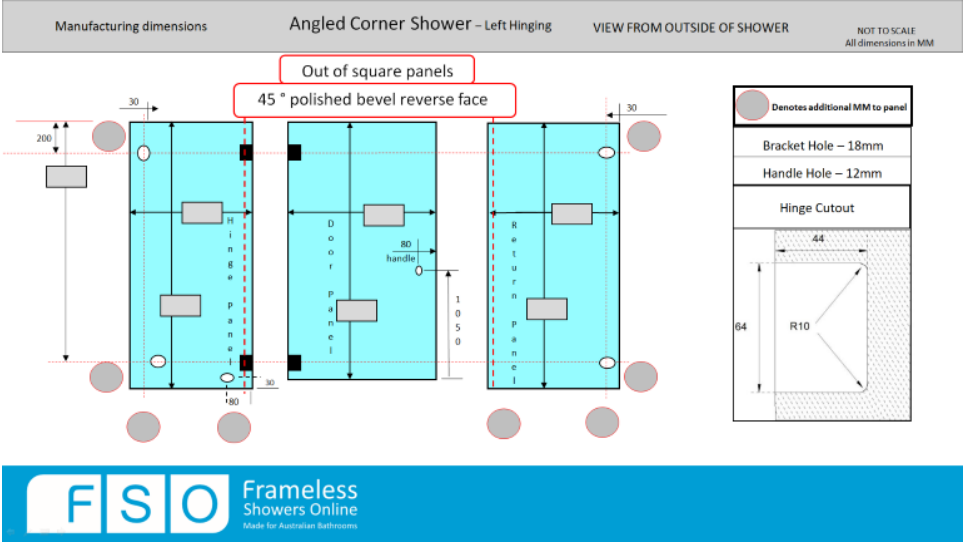 Manufacturing dimensions
Angled Corner Shower – Left Hinging
VIEW FROM OUTSIDE OF SHOWER
NOT TO SCALE
All dimensions in MM
Out of square panels
45 ° polished bevel reverse face
30
200
30
Hinge Panel
Door Panel
80
handle
1050
Return Panel
30
80
Denotes additional MM to panel
Bracket Hole – 18mm
Handle Hole – 12mm
Hinge Cutout
44
64
R10
FSO
Frameless
Showers Online
Made for Australian Bathrooms